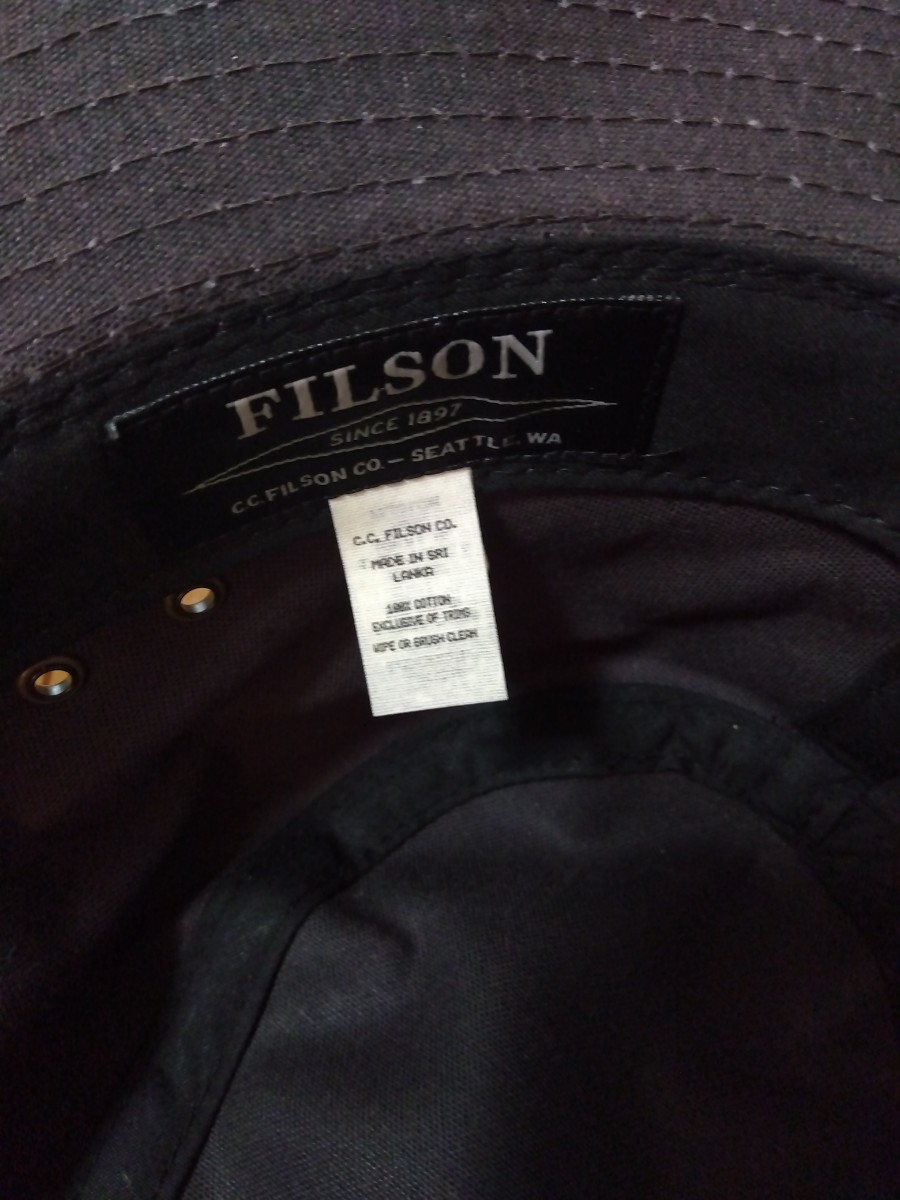 FILSON
SINCE 1897
C.C. FILSON CO. — SEATTLE, WA
C.C. FILSON CO.
MADE IN SRI
LANKA
100% COTTON
EXCLUSIVE OF TRIMS
WIPE OR BRUSH CLEAN